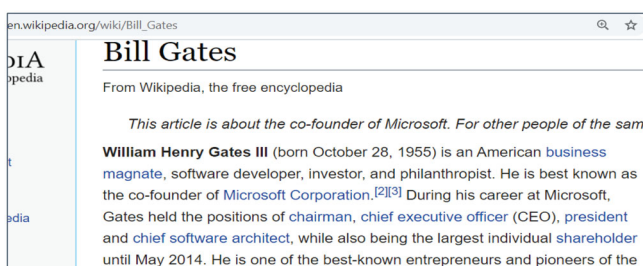 en.wikipedia.org/wiki/Bill_Gates
Bill Gates
From Wikipedia, the free encyclopedia
This article is about the co-founder of Microsoft. For other people of the sam
William Henry Gates III (born October 28, 1955) is an American business
magnate, software developer, investor, and philanthropist. He is best known as
the co-founder of Microsoft Corporation.[2][3] During his career at Microsoft,
Gates held the positions of chairman, chief executive officer (CEO), president
and chief software architect, while also being the largest individual shareholder
until May 2014. He is one of the best-known entrepreneurs and pioneers of the